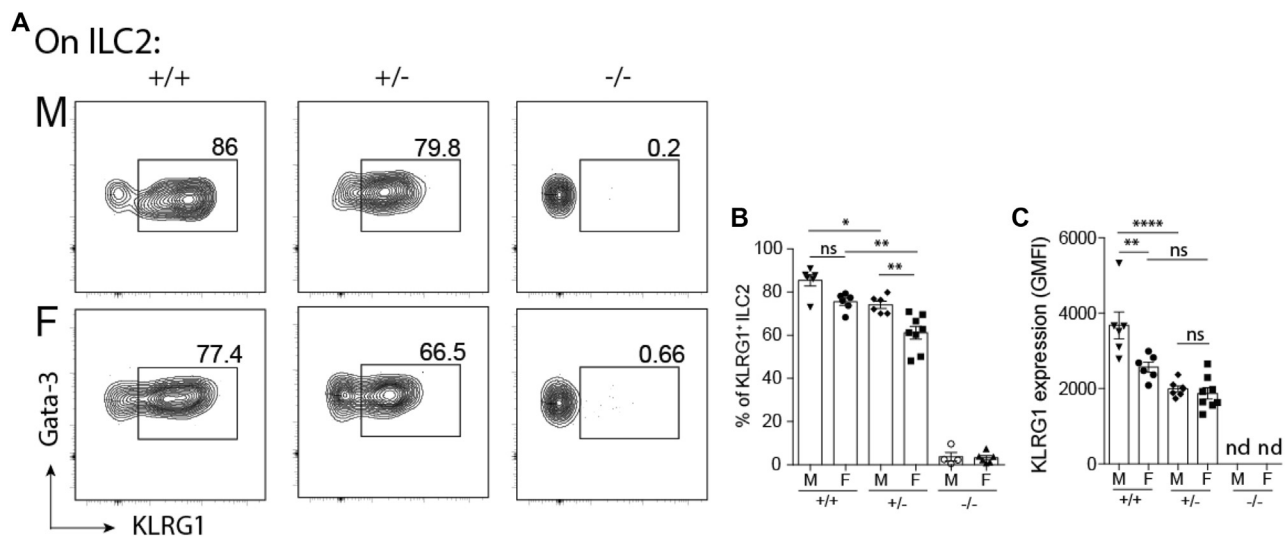 A
On ILC2:
+/+ +/- -/-
M
86 79.8 0.2
F
77.4 66.5 0.66
Gata-3
KLRG1
B
% of KLRG1+ ILC2
100
80
60
40
20
0
* ns ** **
M F M F M F
+/+ +/- -/-
C
KLRG1 expression (GMFI)
6000
4000
2000
0
**** ** ns ns
nd nd
M F M F M F
+/+ +/- -/-